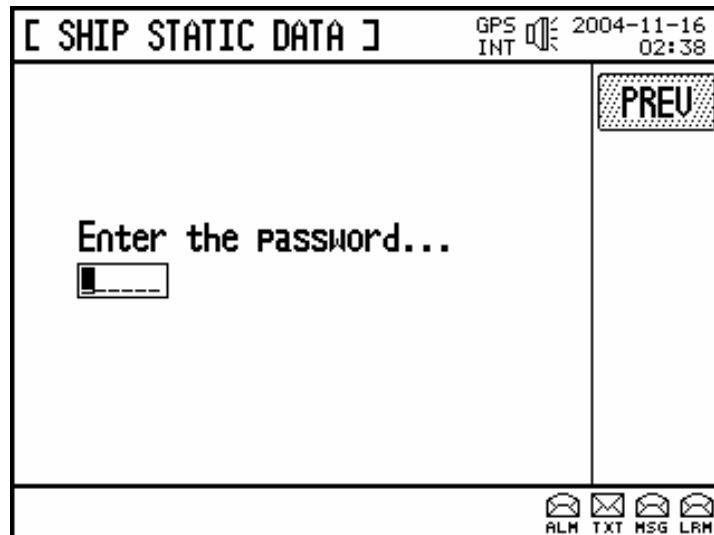 [ SHIP STATIC DATA ]
GPS
INT
2004-11-16
02:38
PREV
Enter the password...
ALM TXT MSG LRM